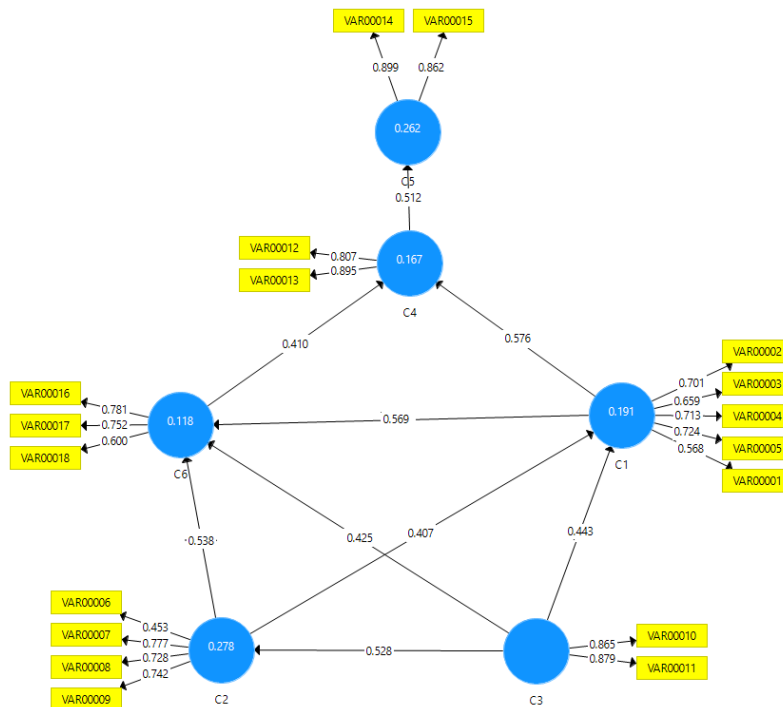 VAR00014 VAR00015
0.899 0.862
0.262
C5
0.512
VAR00012 0.807 0.167
VAR00013 0.895
C4
0.410 0.576
VAR00002
0.701
VAR00003
0.659
VAR00016 0.781
0.191 0.713 VAR00004
VAR00017 0.752 0.118 0.569
0.724 VAR00005
VAR00018 0.600
0.568
C6 C1
VAR00001
0.538 0.425 0.407 0.443
VAR00006
0.453
VAR00007 0.777
0.865 VAR00010
VAR00008 0.728 0.278 0.528
0.879 VAR00011
0.742
VAR00009 C2 C3